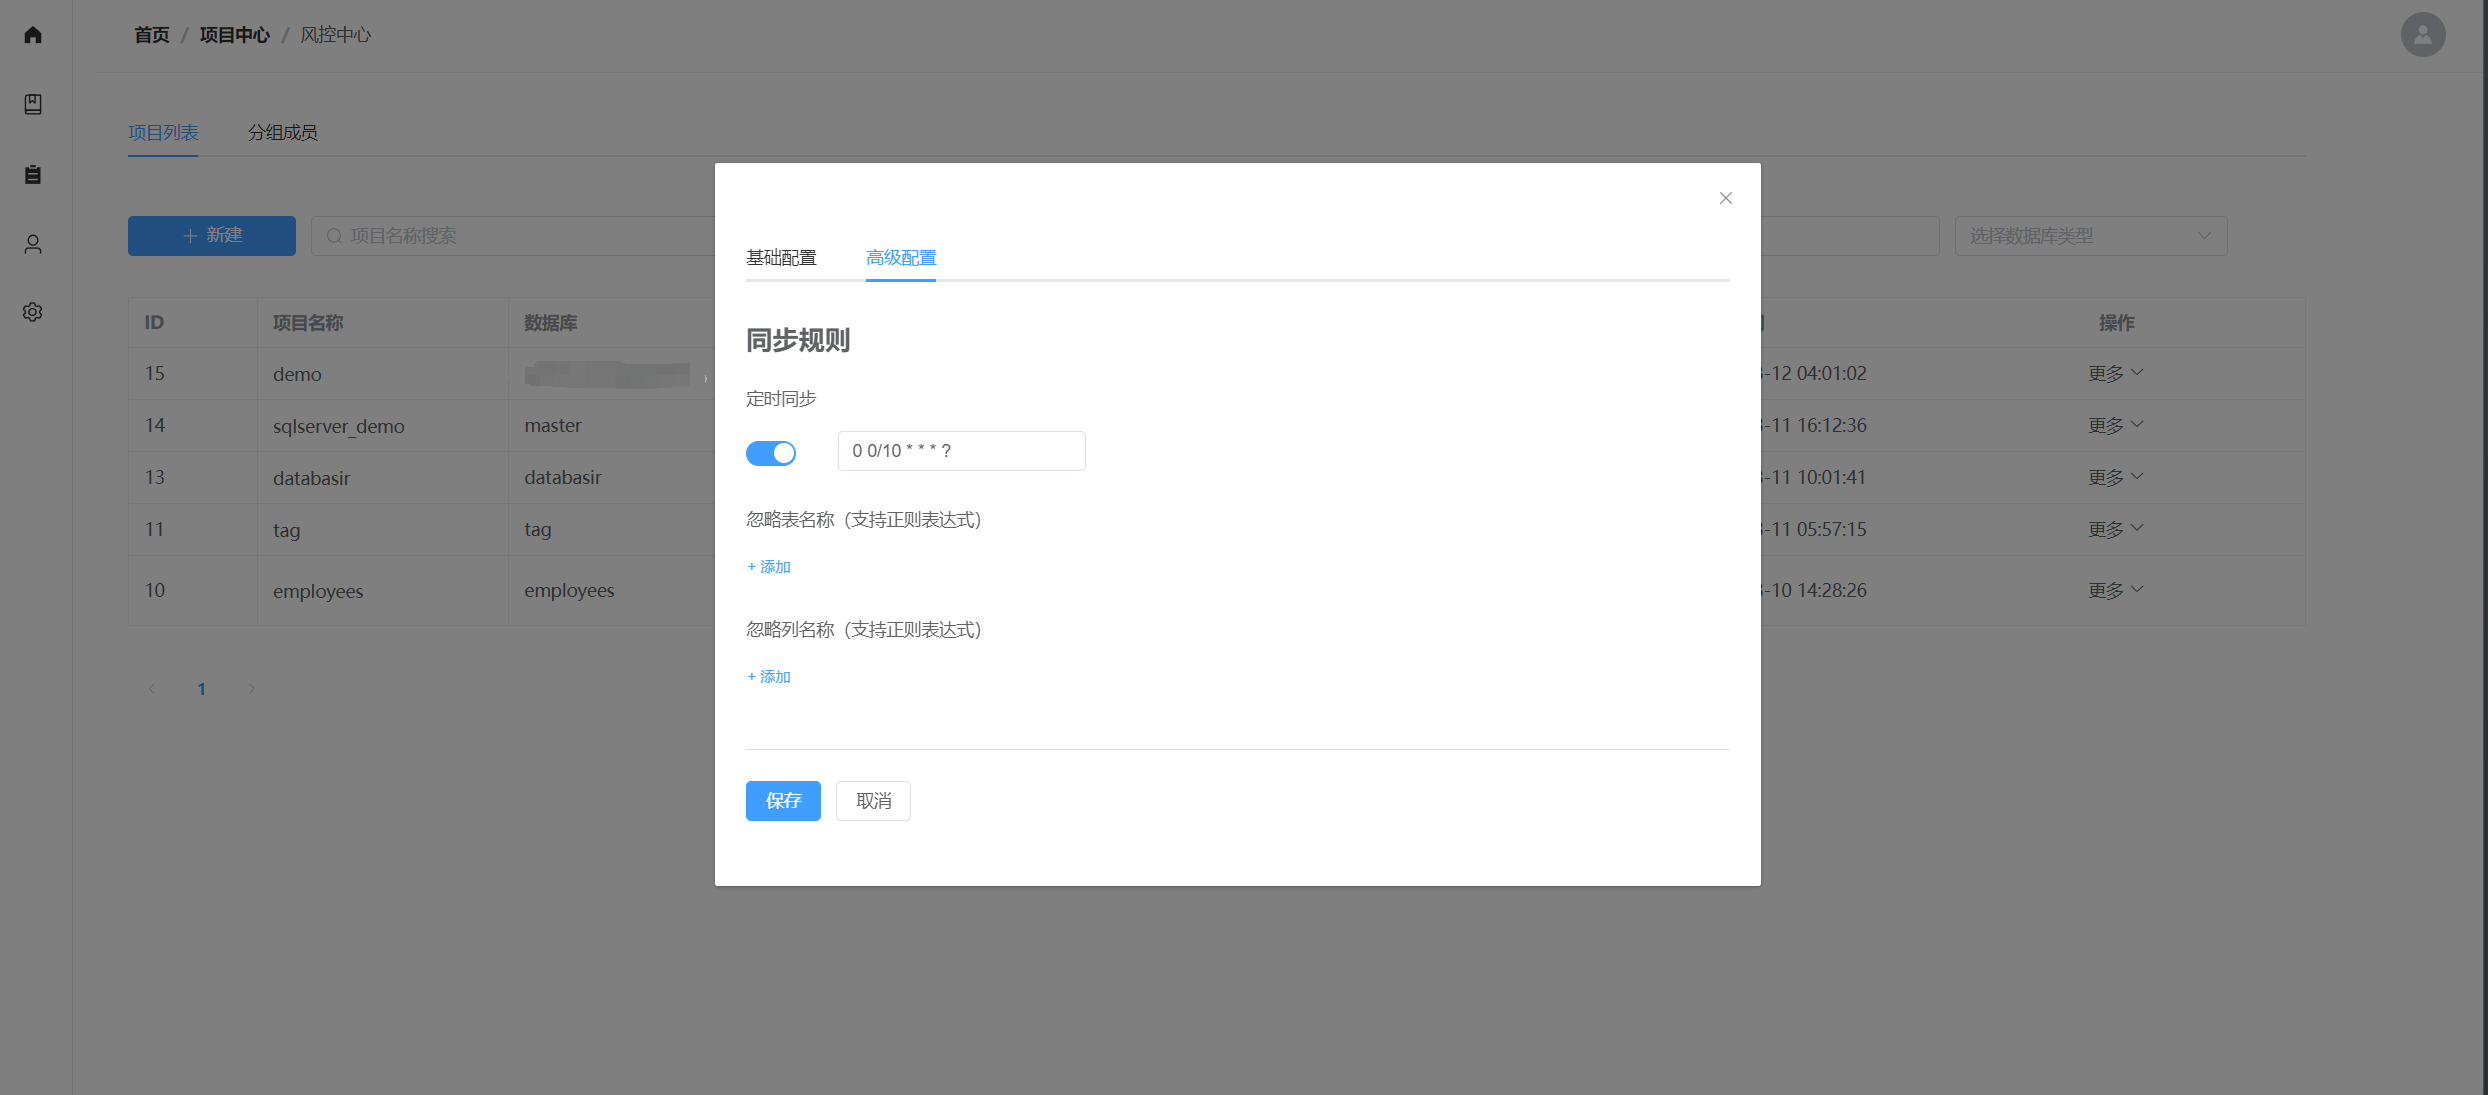 首页 / 项目中心 / 风控中心
项目列表 分组成员
+ 新建 项目名称搜索 选择数据库类型
ID 项目名称 数据库 操作
15 demo -12 04:01:02 更多
14 sqlserver_demo master -11 16:12:36 更多
13 databasir databasir -11 10:01:41 更多
11 tag tag -11 05:57:15 更多
10 employees employees -10 14:28:26 更多
1
基础配置 高级配置
同步规则
定时同步
0 0/10 * * * ?
忽略表名称（支持正则表达式）
+ 添加
忽略列名称（支持正则表达式）
+ 添加
保存 取消